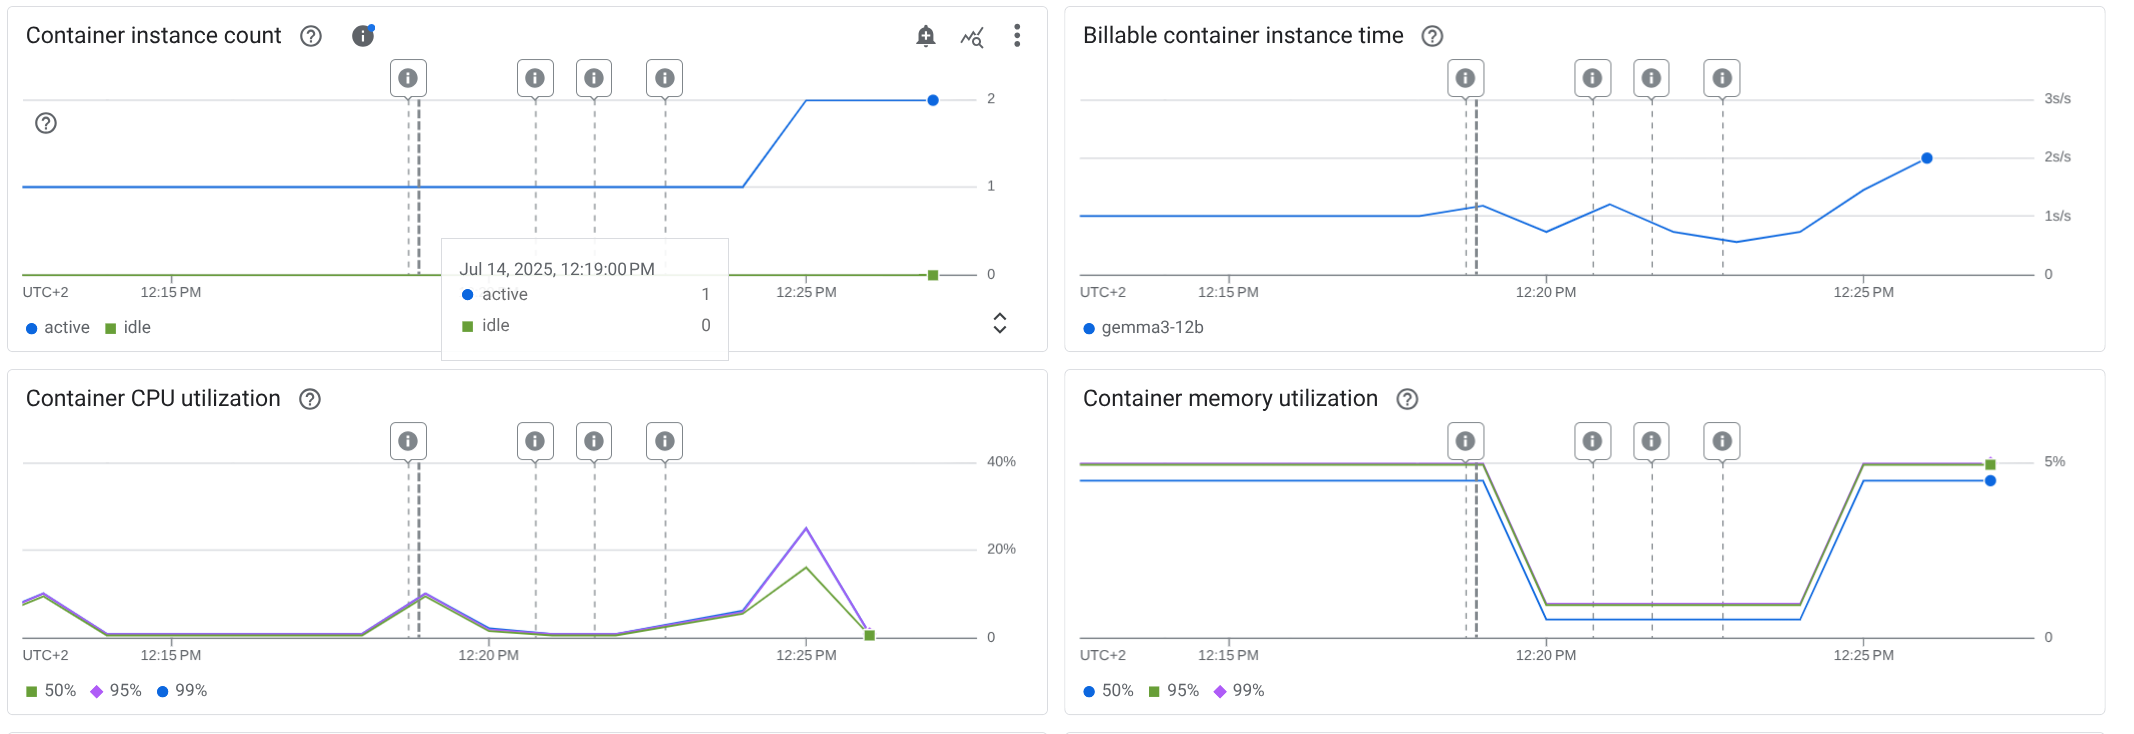 Container instance count
2
1
0
UTC+2
12:15 PM
12:25 PM
Jul 14, 2025, 12:19:00 PM
active 1
idle 0
active idle
Billable container instance time
3s/s
2s/s
1s/s
0
UTC+2 12:15 PM 12:20 PM 12:25 PM
gemma3-12b
Container CPU utilization
40%
20%
0
UTC+2 12:15 PM 12:20 PM 12:25 PM
50% 95% 99%
Container memory utilization
5%
0
UTC+2 12:15 PM 12:20 PM 12:25 PM
50% 95% 99%